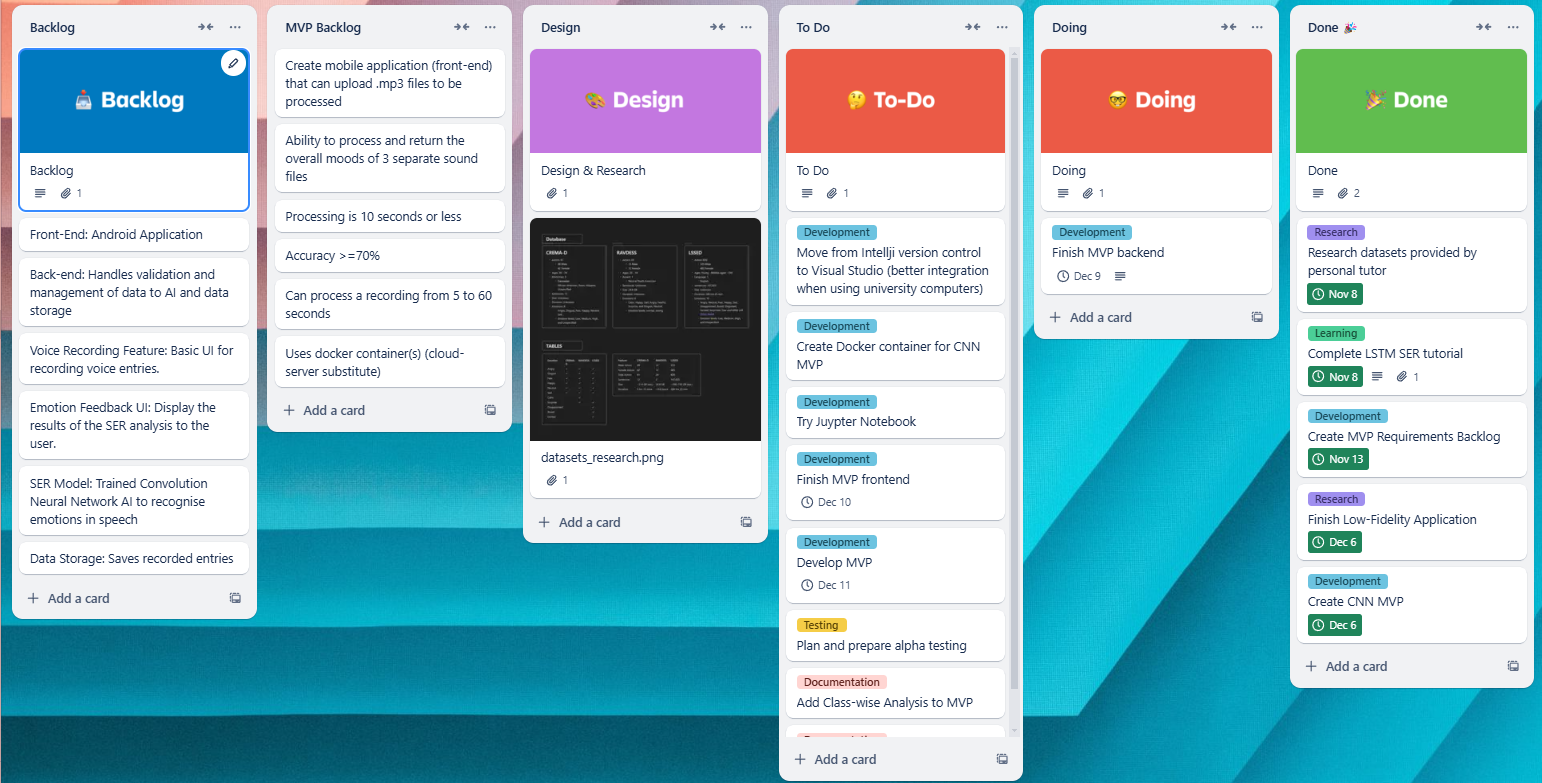 Backlog
Backlog
Backlog
1
Front-End: Android Application
Back-end: Handles validation and
management of data to AI and data
storage
Voice Recording Feature: Basic UI for
recording voice entries.
Emotion Feedback UI: Display the
results of the SER analysis to the
user.
SER Model: Trained Convolution
Neural Network AI to recognise
emotions in speech
Data Storage: Saves recorded entries
Add a card
MVP Backlog
Create mobile application (front-end)
that can upload .mp3 files to be
processed
Ability to process and return the
overall moods of 3 separate sound
files
Processing is 10 seconds or less
Accuracy >=70%
Can process a recording from 5 to 60
seconds
Uses docker container(s) (cloud-
server substitute)
Add a card
Design
Design
Design & Research
1
Database
CREMA-D
RAVDESS
LSSED
TABLES
datasets_research.png
1
Add a card
To Do
To-Do
To Do
1
Development
Move from Intellji version control
to Visual Studio (better integration
when using university computers)
Development
Create Docker container for CNN
MVP
Development
Try Juypter Notebook
Development
Finish MVP frontend
Dec 10
Development
Develop MVP
Dec 11
Testing
Plan and prepare alpha testing
Documentation
Add Class-wise Analysis to MVP
Add a card
Doing
Doing
Doing
1
Development
Finish MVP backend
Dec 9
Add a card
Done
Done
Done
2
Research
Research datasets provided by
personal tutor
Nov 8
Learning
Complete LSTM SER tutorial
Nov 8
1
Development
Create MVP Requirements Backlog
Nov 13
Research
Finish Low-Fidelity Application
Dec 6
Development
Create CNN MVP
Dec 6
Add a card